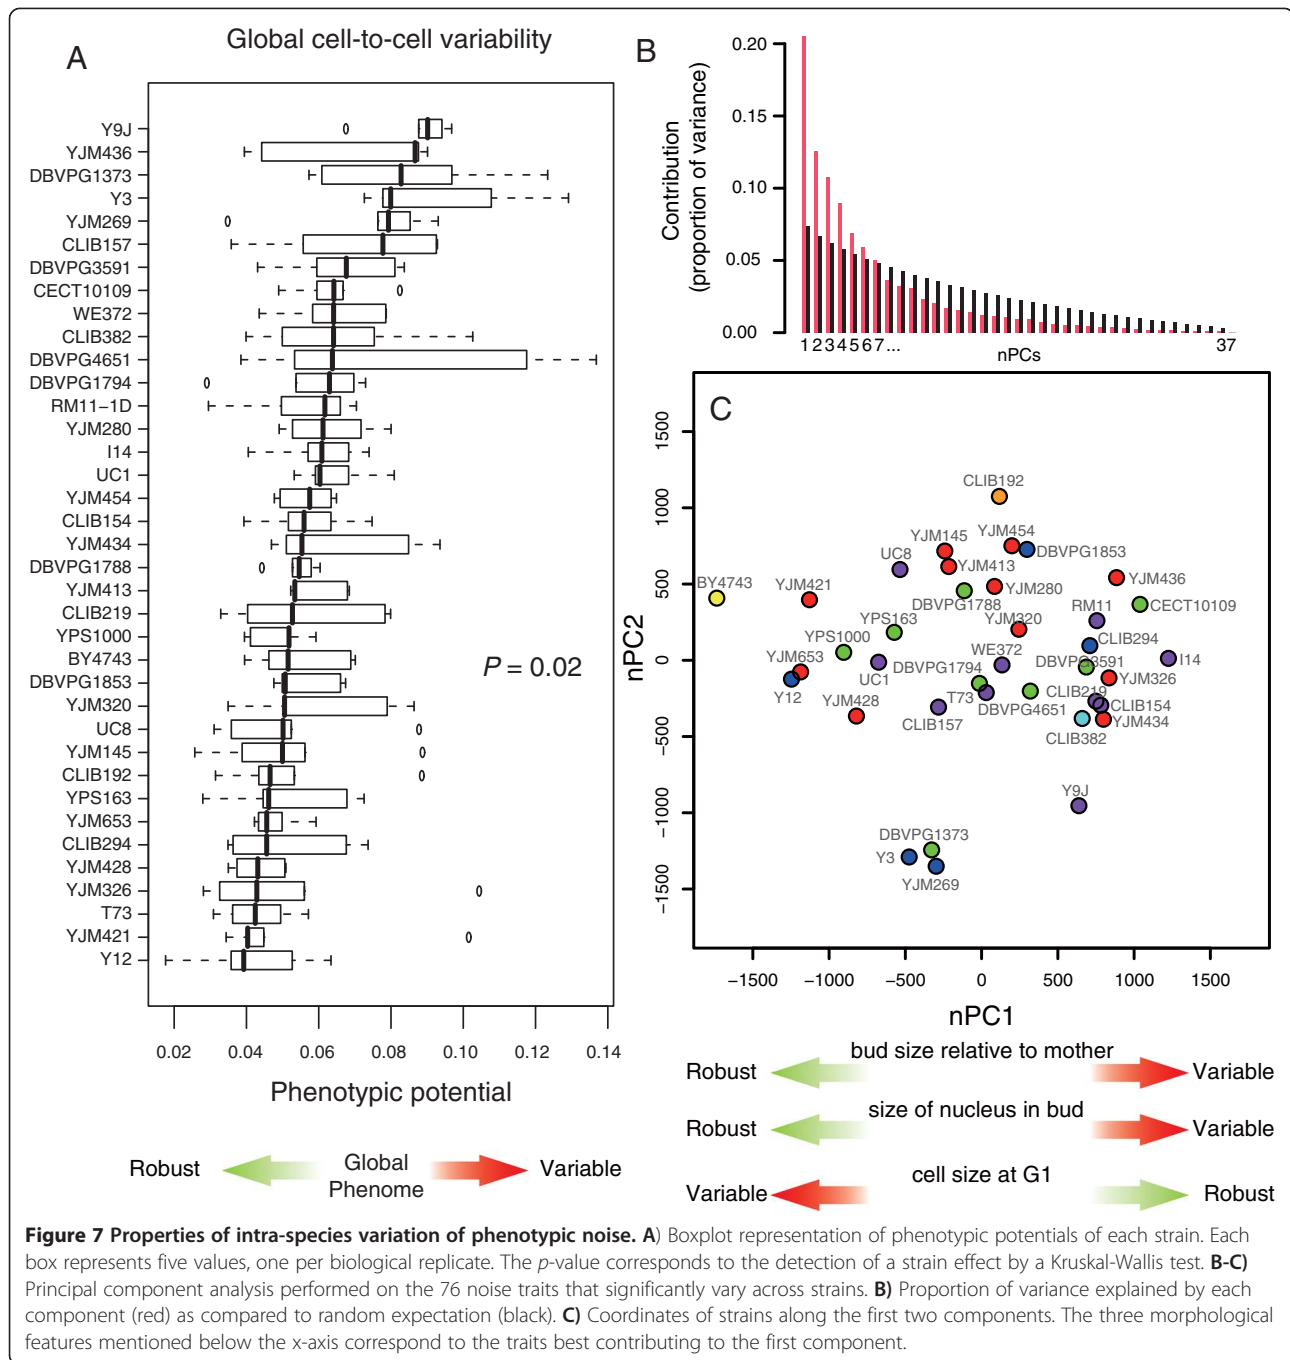 A
Global cell-to-cell variability
Y9J
YJM436
DBVPG1373
Y3
YJM269
CLIB157
DBVPG3591
CECT10109
WE372
CLIB382
DBVPG4651
DBVPG1794
RM11-1D
YJM280
I14
UC1
YJM454
CLIB154
YJM434
DBVPG1788
YJM413
CLIB219
YPS1000
BY4743
DBVPG1853
YJM320
UC8
YJM145
CLIB192
YPS163
YJM653
CLIB294
YJM428
YJM326
T73
YJM421
Y12
P = 0.02
0.02 0.04 0.06 0.08 0.10 0.12 0.14
Phenotypic potential
Robust Global Phenome Variable
B
Contribution
(proportion of variance)
0.20
0.15
0.10
0.05
0.00
1 2 3 4 5 6 7 ... 37
nPCs
C
nPC2
1500
1000
500
0
−500
−1000
−1500
CLIB192
YJM145
YJM454
DBVPG1853
UC8
YJM413
YJM436
BY4743
YJM421
YJM280
DBVPG1788
CECT10109
RM11
YPS163
YJM320
CLIB294
YPS1000
WE372
I14
YJM653
UC1
DBVPG1794
DBVPG3591
YJM326
Y12
T73
CLIB219
CLIB154
YJM428
CLIB157
DBVPG4651
YJM434
CLIB382
Y9J
DBVPG1373
Y3
YJM269
−1500 −1000 −500 0 500 1000 1500
nPC1
bud size relative to mother
Robust Variable
size of nucleus in bud
Robust Variable
cell size at G1
Variable Robust
Figure 7 Properties of intra-species variation of phenotypic noise. A) Boxplot representation of phenotypic potentials of each strain. Each
box represents five values, one per biological replicate. The p-value corresponds to the detection of a strain effect by a Kruskal-Wallis test. B-C)
Principal component analysis performed on the 76 noise traits that significantly vary across strains. B) Proportion of variance explained by each
component (red) as compared to random expectation (black). C) Coordinates of strains along the first two components. The three morphological
features mentioned below the x-axis correspond to the traits best contributing to the first component.